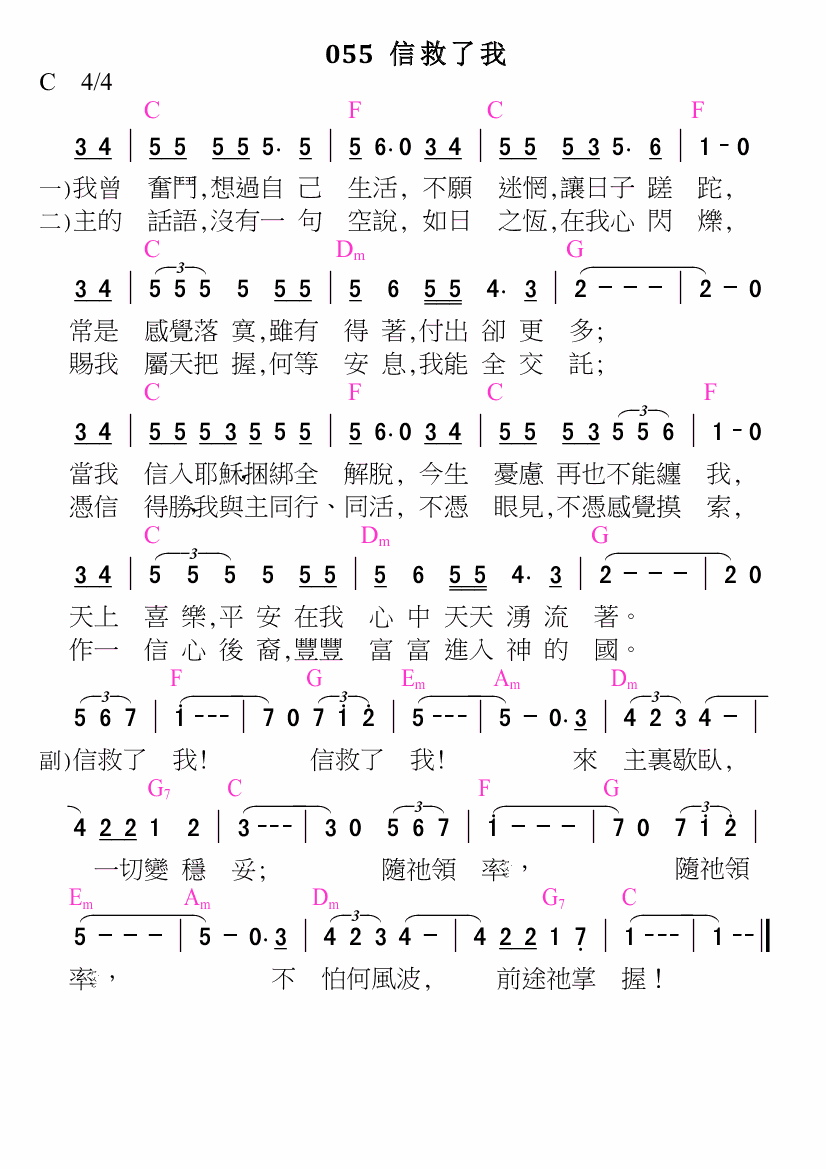 055 信救了我
C 4/4
C F C F
3 4 | 5 5 5 5 5· 5 | 5 6·0 3 4 | 5 5 5 3 5· 6 | 1 - 0
一)我曾 奮鬥,想過自 己 生活, 不願 迷惘,讓日子 蹉 跎,
二)主的 話語,沒有一 句 空說, 如日 之恆,在我心 閃 爍,
C Dm G
3 4 | 5 5 5 5 5 5 | 5 6 5 5 4· 3 | 2 - - - | 2 - 0
常是 感覺落 寞,雖有 得 著,付出 卻 更 多;
賜我 屬天把 握,何等 安 息,我能 全 交 託;
C F C F
3 4 | 5 5 5 3 5 5 5 | 5 6·0 3 4 | 5 5 5 3 5 5 6 | 1 - 0
當我 信入耶穌,捆綁全 解脫, 今生 憂慮 再也不能纏 我,
憑信 得勝,我與主同行、同活, 不憑 眼見,不憑感覺摸 索,
C Dm G
3 4 | 5 5 5 5 5 5 | 5 6 5 5 4· 3 | 2 - - - | 2 0
天上 喜 樂,平 安 在我 心 中 天天 湧 流 著。
作一 信 心 後 裔,豐豐 富 富 進入 神 的 國。
F G Em Am Dm
5 6 7 | 1 - - - | 7 0 7 1 2 | 5 - - - | 5 - 0· 3 | 4 2 3 4 - |
副)信救了 我! 信救了 我! 來 主裏歇臥,
G7 C F G
4 2 2 1 2 | 3 - - - | 3 0 5 6 7 | 1 - - - | 7 0 7 1 2 |
一切變 穩 妥; 隨祂領 率, 隨祂領
Em Am Dm G7 C
5 - - - | 5 - 0· 3 | 4 2 3 4 - | 4 2 2 1 7 | 1 - - - | 1 - - ||
率, 不 怕何風波, 前途祂掌 握!